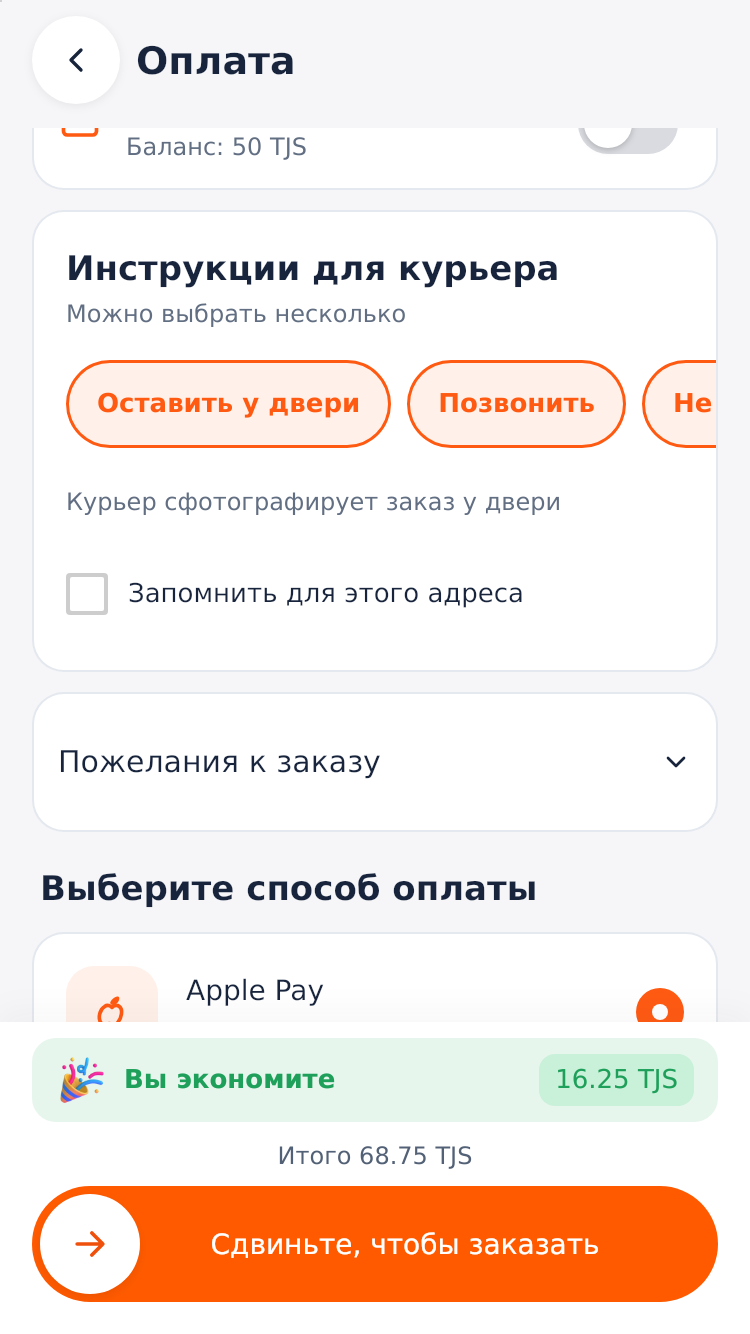 Оплата
Баланс: 50 TJS
Инструкции для курьера
Можно выбрать несколько
Оставить у двери
Позвонить
Не
Курьер сфотографирует заказ у двери
Запомнить для этого адреса
Пожелания к заказу
Выберите способ оплаты
Apple Pay
Вы экономите
16.25 TJS
Итого 68.75 TJS
Сдвиньте, чтобы заказать